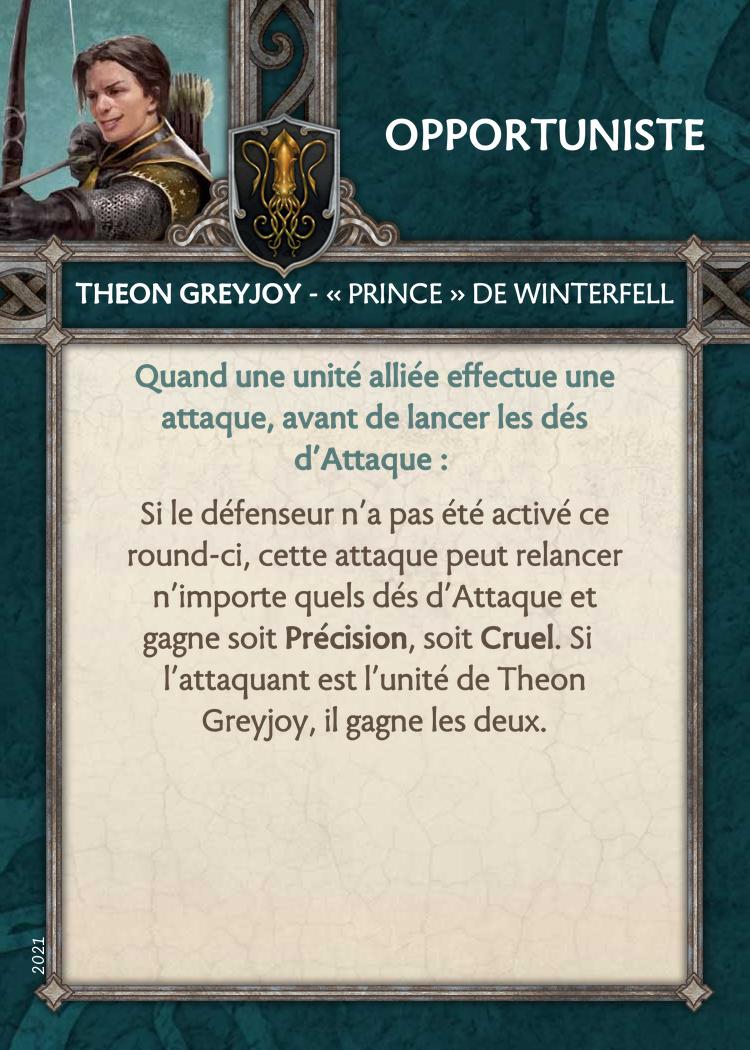 OPPORTUNISTE
THEON GREYJOY - « PRINCE » DE WINTERFELL
Quand une unité alliée effectue une
attaque, avant de lancer les dés
d’Attaque :
Si le défenseur n’a pas été activé ce
round-ci, cette attaque peut relancer
n’importe quels dés d’Attaque et
gagne soit Précision, soit Cruel. Si
l’attaquant est l’unité de Theon
Greyjoy, il gagne les deux.
2021